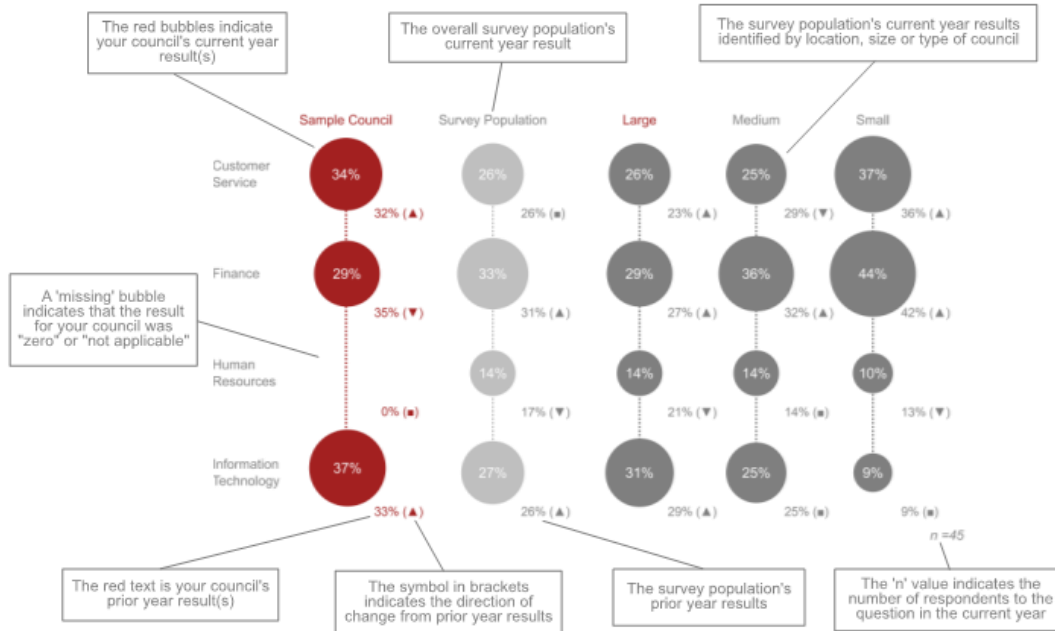 The red bubbles indicate
your council's current year
result(s)
The overall survey population's
current year result
The survey population's current year results
identified by location, size or type of council
Sample Council
Survey Population
Large
Medium
Small
Customer
Service
34%
26%
26%
25%
37%
32% (▲)
26% (■)
23% (▲)
29% (▼)
36% (▲)
Finance
29%
33%
29%
36%
44%
35% (▼)
31% (▲)
27% (▲)
32% (▲)
42% (▲)
A 'missing' bubble
indicates that the result
for your council was
"zero" or "not applicable"
Human
Resources
14%
14%
14%
10%
0% (■)
17% (▼)
21% (▼)
14% (■)
13% (▼)
Information
Technology
37%
27%
31%
25%
9%
33% (▲)
26% (▲)
29% (▲)
25% (■)
9% (■)
n =45
The red text is your council's
prior year result(s)
The symbol in brackets
indicates the direction of
change from prior year results
The survey population's
prior year results
The 'n' value indicates the
number of respondents to the
question in the current year